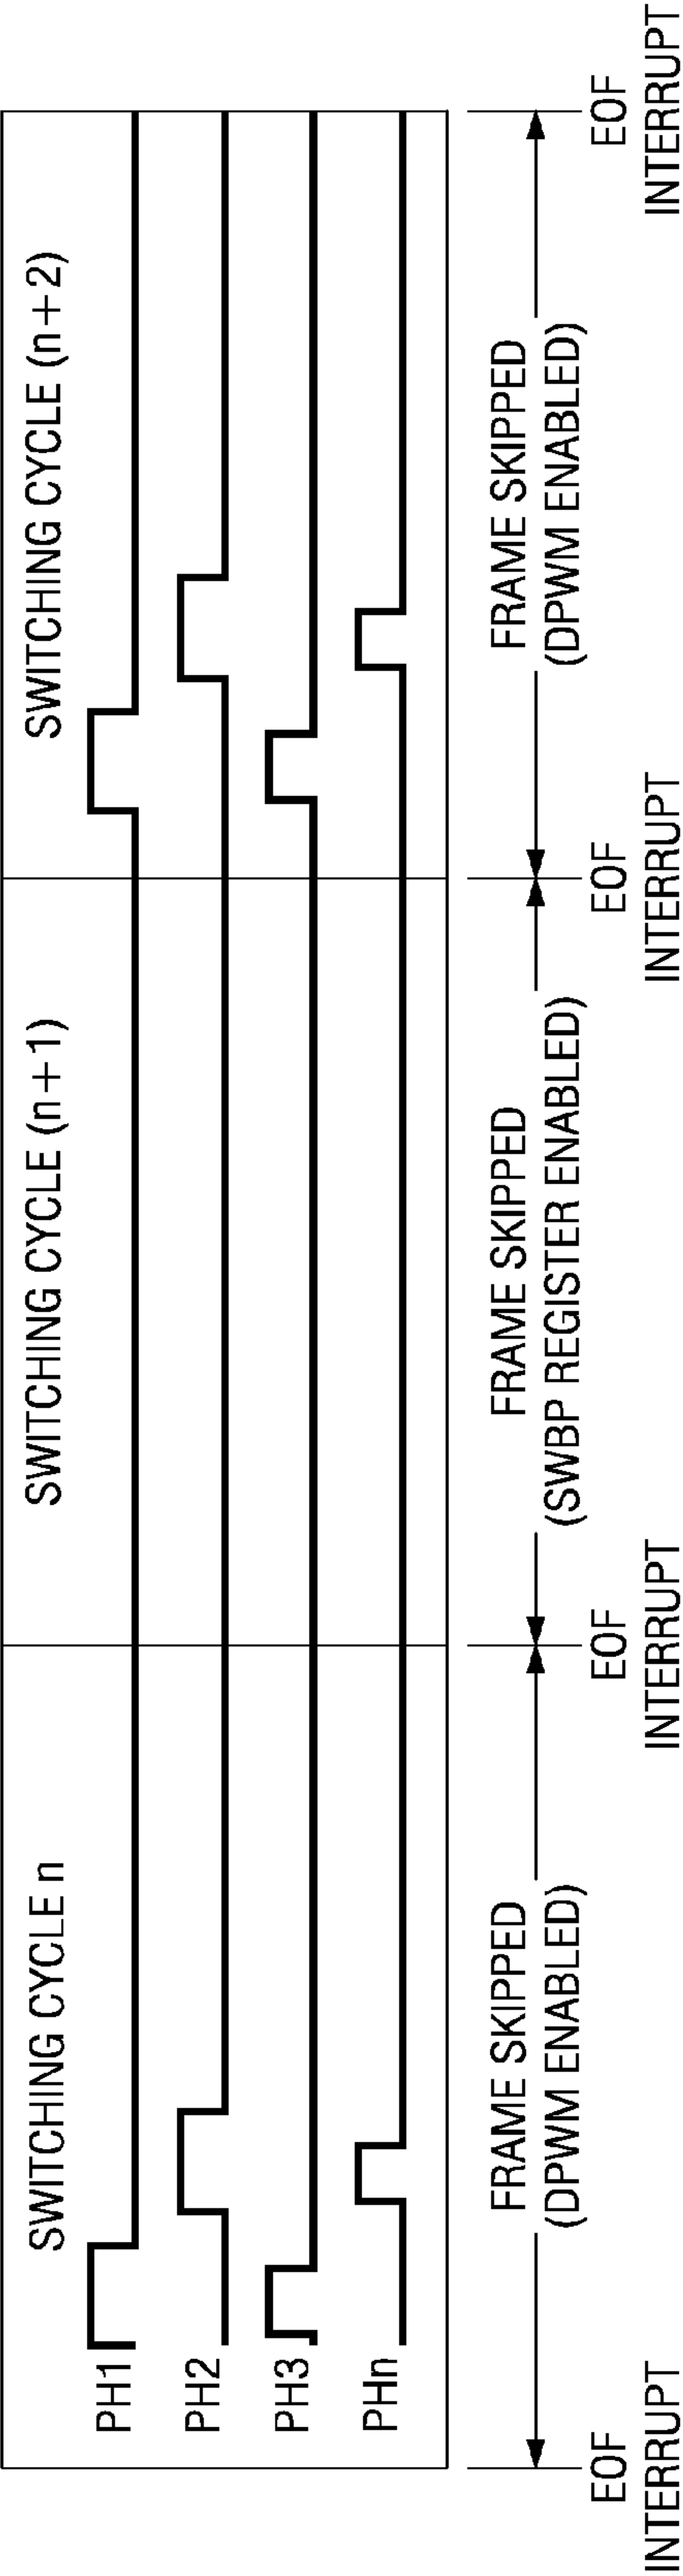 SWITCHING CYCLE n
SWITCHING CYCLE (n+1)
SWITCHING CYCLE (n+2)
PH1
PH2
PH3
PHn
FRAME SKIPPED
(DPWM ENABLED)
FRAME SKIPPED
(SWBP REGISTER ENABLED)
FRAME SKIPPED
(DPWM ENABLED)
EOF
INTERRUPT
EOF
INTERRUPT
EOF
INTERRUPT
EOF
INTERRUPT